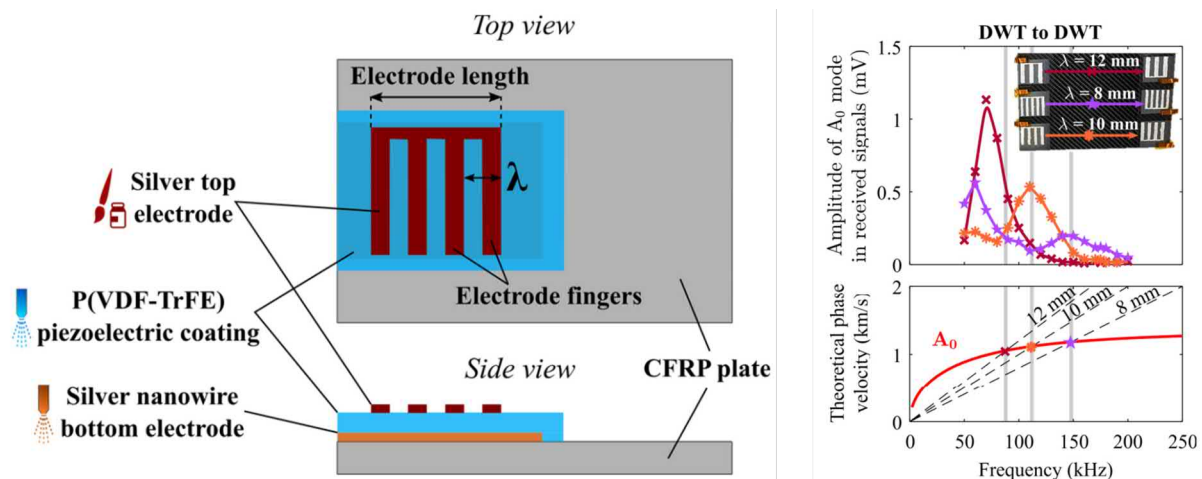 Top view
Electrode length
λ
Silver top
electrode
Electrode fingers
P(VDF-TrFE)
piezoelectric coating
Side view
CFRP plate
Silver nanowire
bottom electrode
DWT to DWT
Amplitude of A₀ mode
in received signals (mV)
1.5
1
0.5
0
λ = 12 mm
λ = 8 mm
λ = 10 mm
Theoretical phase
velocity (km/s)
2
1
0
A₀
12 mm
10 mm
8 mm
0
50
100
150
200
250
Frequency (kHz)